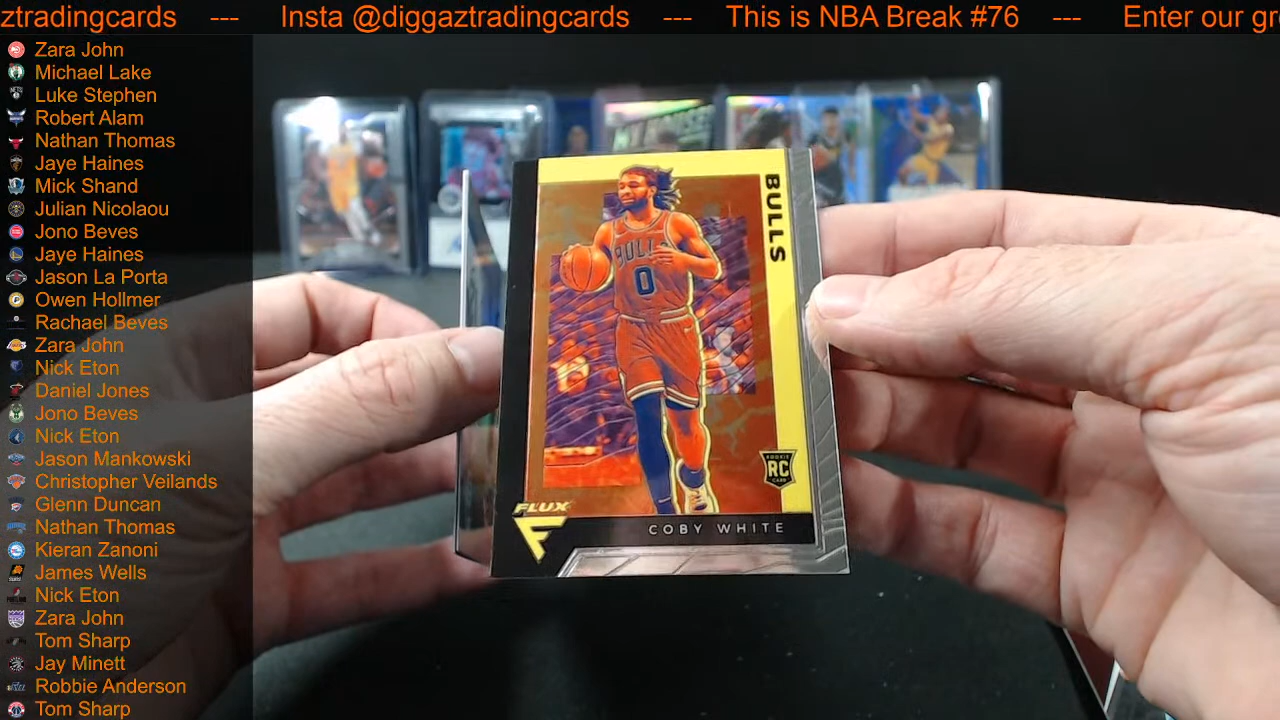 ztradingcards --- Insta @diggaztradingcards --- This is NBA Break #76 --- Enter our gr
Zara John
Michael Lake
Luke Stephen
Robert Alam
Nathan Thomas
Jaye Haines
Mick Shand
Julian Nicolaou
Jono Beves
Jaye Haines
Jason La Porta
Owen Hollmer
Rachael Beves
Zara John
Nick Eton
Daniel Jones
Jono Beves
Nick Eton
Jason Mankowski
Christopher Veilands
Glenn Duncan
Nathan Thomas
Kieran Zanoni
James Wells
Nick Eton
Zara John
Tom Sharp
Jay Minett
Robbie Anderson
Tom Sharp
BULLS
BULLS
0
ROOKIE
RC
CARD
FLUX
F
COBY WHITE